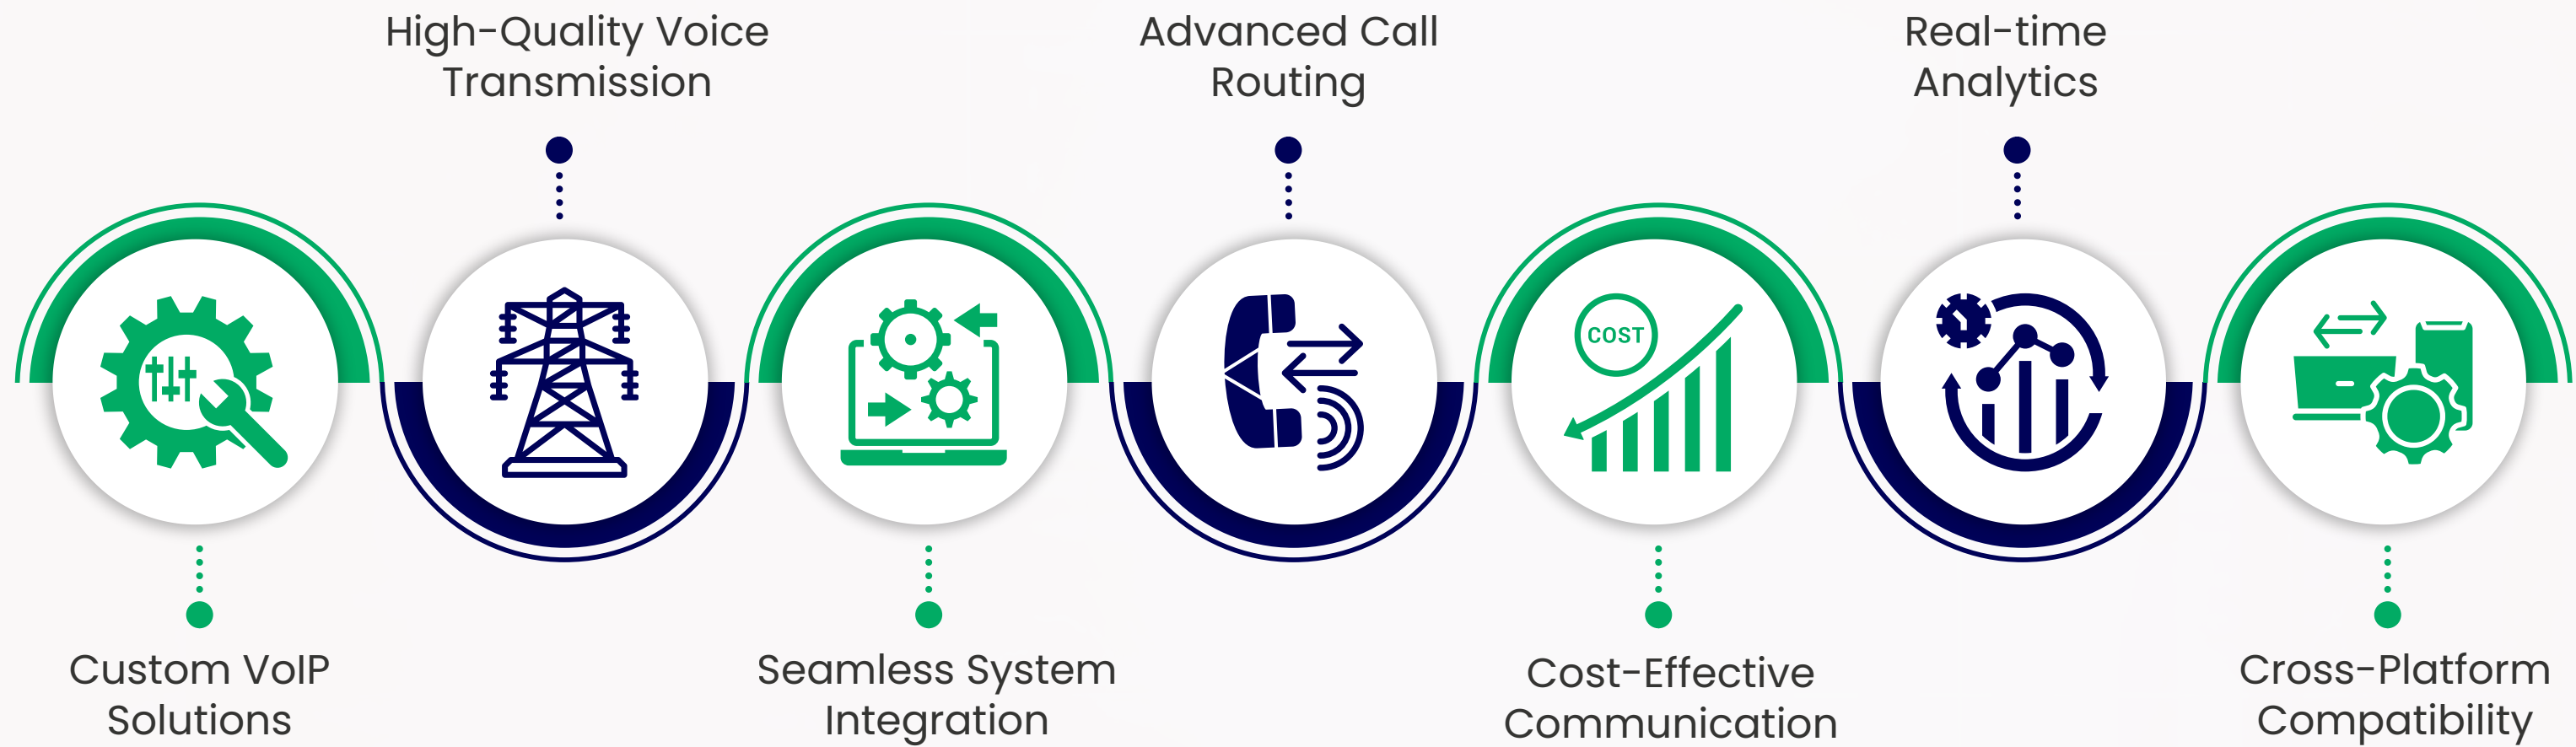 High-Quality Voice
Transmission
Advanced Call
Routing
Real-time
Analytics
COST
Custom VoIP
Solutions
Seamless System
Integration
Cost-Effective
Communication
Cross-Platform
Compatibility